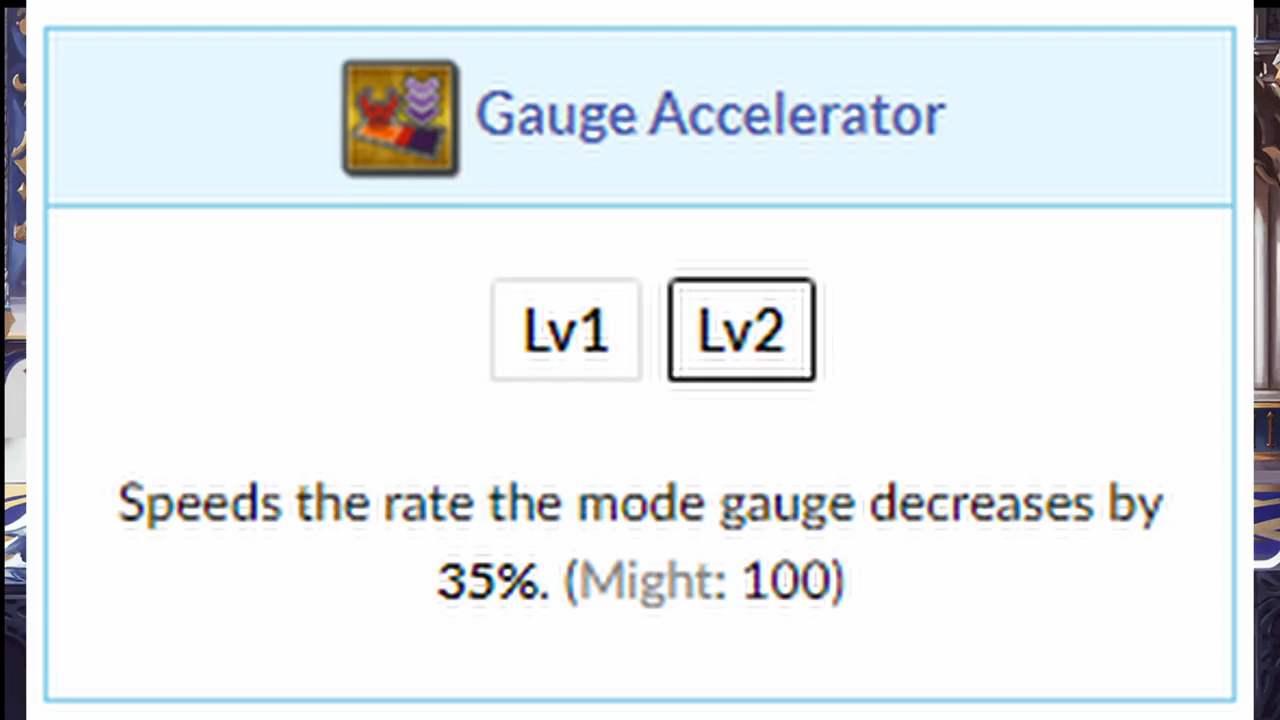 Gauge Accelerator
Lv1 Lv2
Speeds the rate the mode gauge decreases by
35%. (Might: 100)